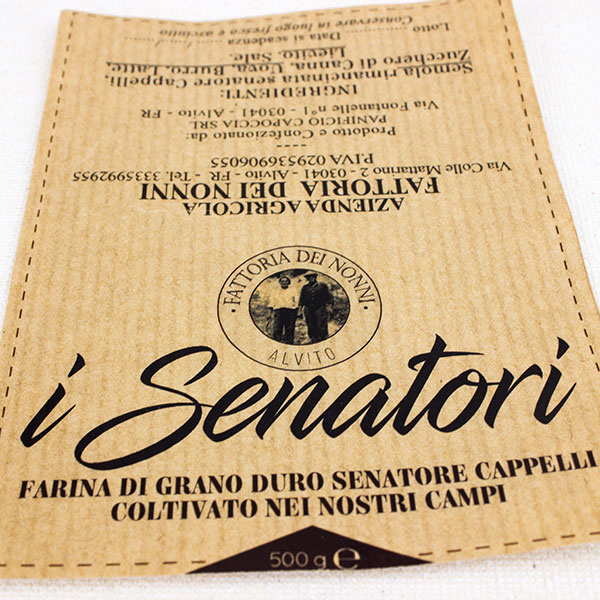 FATTORIA DEI NONNI
ALVITO
i Senatori
FARINA DI GRANO DURO SENATORE CAPPELLI
COLTIVATO NEI NOSTRI CAMPI
500 g e
AZIENDA AGRICOLA
FATTORIA DEI NONNI
Via Colle Mattarino 2 - 03041 - Alvito - FR - Tel. 3335992955
P.IVA 029536906055
----
Prodotto e Confezionato da:
PANIFICIO CAPOCCIA SRL
Via Fontanelle n°1 - 03041 - Alvito - FR
INGREDIENTI:
Semola rimancinata senatore Cappelli,
Zucchero di Canna, Uova, Burro, Latte,
Lievito, Sale.
Data si scadenza
Lotto
Conservare in luogo fresco e asciutto